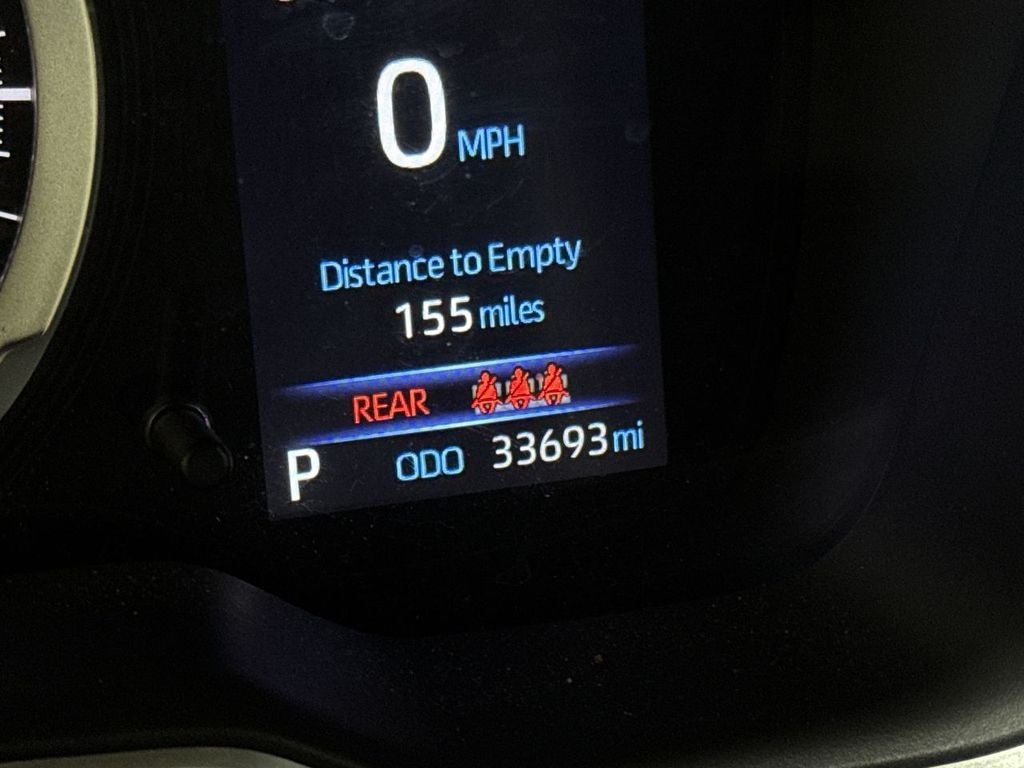 0 MPH
Distance to Empty
155 miles
REAR
P ODO 33693 mi